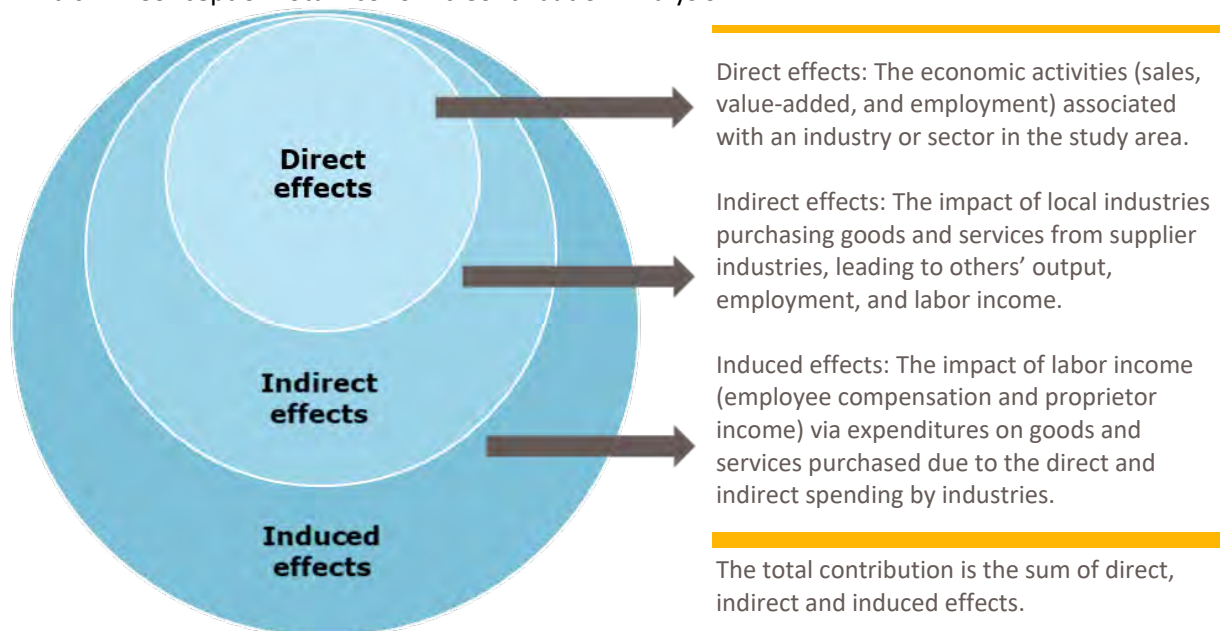 Direct
effects
Indirect
effects
Induced
effects
Direct effects: The economic activities (sales,
value-added, and employment) associated
with an industry or sector in the study area.
Indirect effects: The impact of local industries
purchasing goods and services from supplier
industries, leading to others’ output,
employment, and labor income.
Induced effects: The impact of labor income
(employee compensation and proprietor
income) via expenditures on goods and
services purchased due to the direct and
indirect spending by industries.
The total contribution is the sum of direct,
indirect and induced effects.